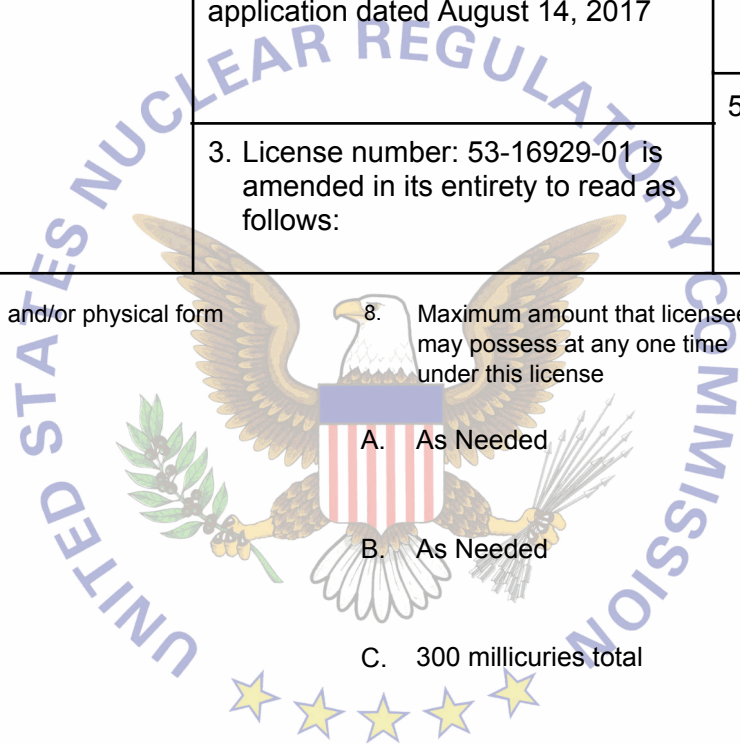 application dated August 14, 2017
5
3. License number: 53-16929-01 is
amended in its entirety to read as
follows:
and/or physical form
8. Maximum amount that licensee
may possess at any one time
under this license
A. As Needed
B. As Needed
C. 300 millicuries total
UNITED STATES NUCLEAR REGULATORY COMMISSION